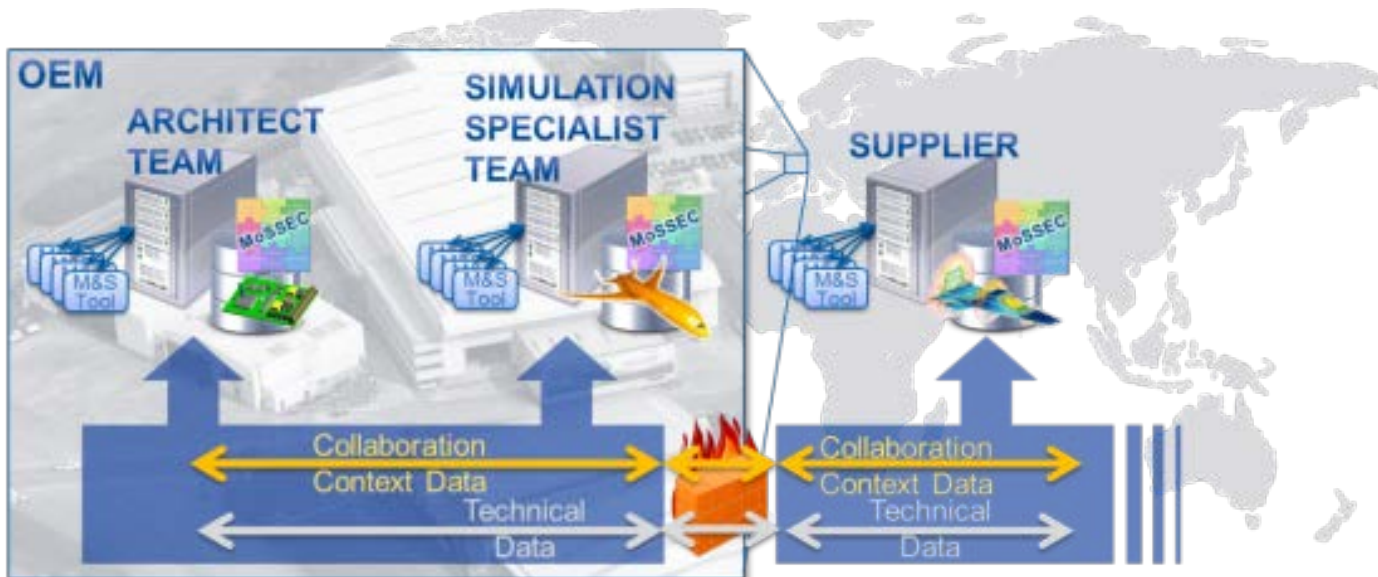 OEM
ARCHITECT
TEAM
SIMULATION
SPECIALIST
TEAM
SUPPLIER
MoSSEC
MoSSEC
MoSSEC
M&S
Tool
M&S
Tool
M&S
Tool
Collaboration
Context Data
Technical
Data
Collaboration
Context Data
Technical
Data